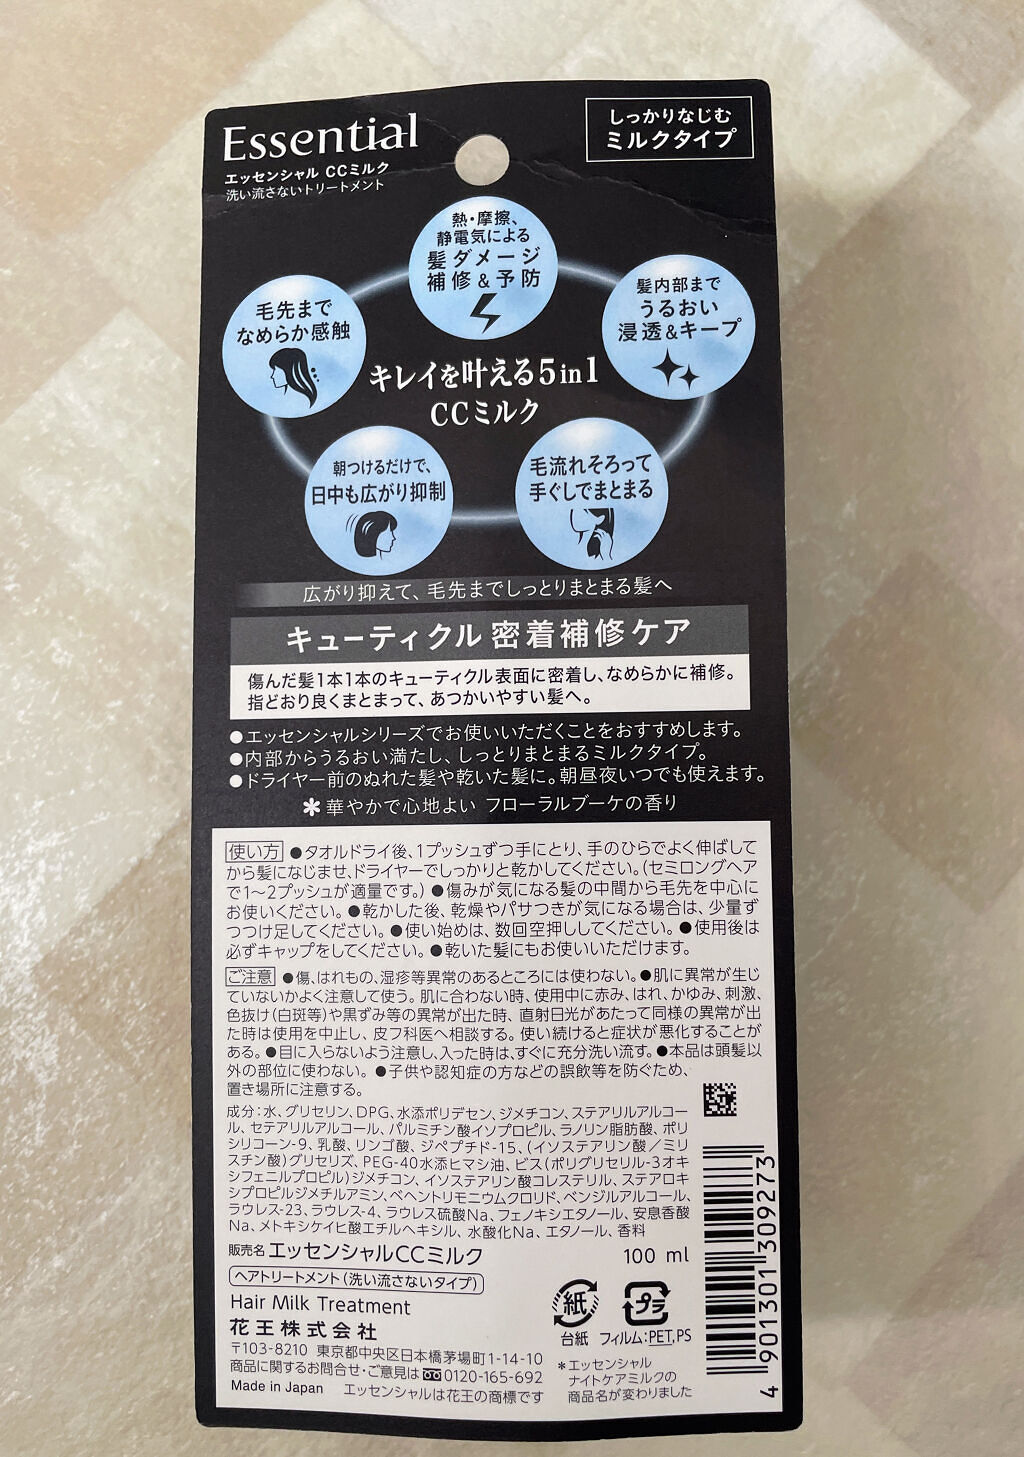 Essential
エッセンシャル CCミルク
洗い流さないトリートメント
しっかりなじむ
ミルクタイプ
熱・摩擦、
静電気による
髪ダメージ
補修&予防
毛先まで
なめらか感触
髪内部まで
うるおい
浸透&キープ
キレイを叶える5in1
CCミルク
朝つけるだけで、
日中も広がり抑制
毛流れそろって
手ぐしでまとまる
広がり抑えて、毛先までしっとりまとまる髪へ
キューティクル 密着補修ケア
傷んだ髪1本1本のキューティクル表面に密着し、なめらかに補修。
指どおり良くまとまって、あつかいやすい髪へ。
●エッセンシャルシリーズでお使いいただくことをおすすめします。
●内部からうるおい満たし、しっとりまとまるミルクタイプ。
●ドライヤー前のぬれた髪や乾いた髪に。朝昼夜いつでも使えます。
✻華やかで心地よい フローラルブーケの香り
使い方 ●タオルドライ後、1プッシュずつ手にとり、手のひらでよく伸ばして
から髪になじませ、ドライヤーでしっかりと乾かしてください。(セミロングヘア
で1〜2プッシュが適量です。) ●傷みが気になる髪の中間から毛先を中心に
お使いください。●乾かした後、乾燥やパサつきが気になる場合は、少量ず
つつけ足してください。●使い始めは、数回空押ししてください。●使用後は
必ずキャップをしてください。●乾いた髪にもお使いいただけます。
ご注意 ●傷、はれもの、湿疹等異常のあるところには使わない。●肌に異常が生じ
ていないかよく注意して使う。肌に合わない時、使用中に赤み、はれ、かゆみ、刺激、
色抜け(白斑等)や黒ずみ等の異常が出た時、直射日光があたって同様の異常が出
た時は使用を中止し、皮フ科医へ相談する。使い続けると症状が悪化することが
ある。●目に入らないよう注意し、入った時は、すぐに充分洗い流す。●本品は頭髪以
外の部位に使わない。●子供や認知症の方などの誤飲等を防ぐため、
置き場所に注意する。
成分:水、グリセリン、DPG、水添ポリデセン、ジメチコン、ステアリルアルコー
ル、セテアリルアルコール、パルミチン酸イソプロピル、ラノリン脂肪酸、ポリ
シリコーン-9、乳酸、リンゴ酸、ジペプチド-15、(イソステアリン酸/ミリ
スチン酸)グリセリズ、PEG-40水添ヒマシ油、ビス(ポリグリセリル-3オキ
シフェニルプロピル)ジメチコン、イソステアリン酸コレステリル、ステアロキ
シプロピルジメチルアミン、ベヘントリモニウムクロリド、ベンジルアルコール、
ラウレス-23、ラウレス-4、ラウレス硫酸Na、フェノキシエタノール、安息香酸
Na、メトキシケイヒ酸エチルヘキシル、水酸化Na、エタノール、香料
販売名 エッセンシャルCCミルク 100 ml
ヘアトリートメント(洗い流さないタイプ)
Hair Milk Treatment
花王株式会社
〒103-8210 東京都中央区日本橋茅場町1-14-10
商品に関するお問合せ・ご意見は 0120-165-692
Made in Japan エッセンシャルは花王の商標です
紙
プラ
台紙 フィルム:PET,PS
*エッセンシャル
ナイトケアミルクの
商品名が変わりました
4 901301 309273